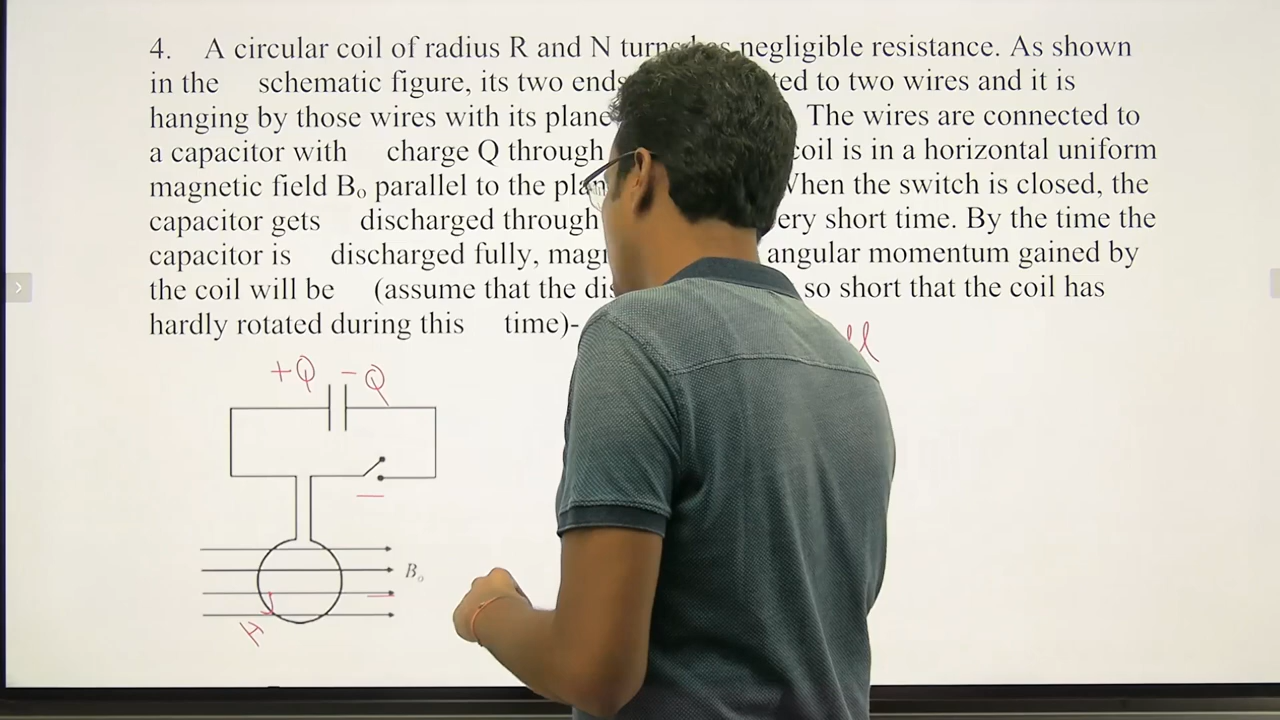 4. A circular coil of radius R and N turns has negligible resistance. As shown
in the schematic figure, its two ends ted to two wires and it is
hanging by those wires with its plane The wires are connected to
a capacitor with charge Q through coil is in a horizontal uniform
magnetic field Bₒ parallel to the plan When the switch is closed, the
capacitor gets discharged through very short time. By the time the
capacitor is discharged fully, magn angular momentum gained by
the coil will be (assume that the dis so short that the coil has
hardly rotated during this time)-
+Q -Q
Bₒ